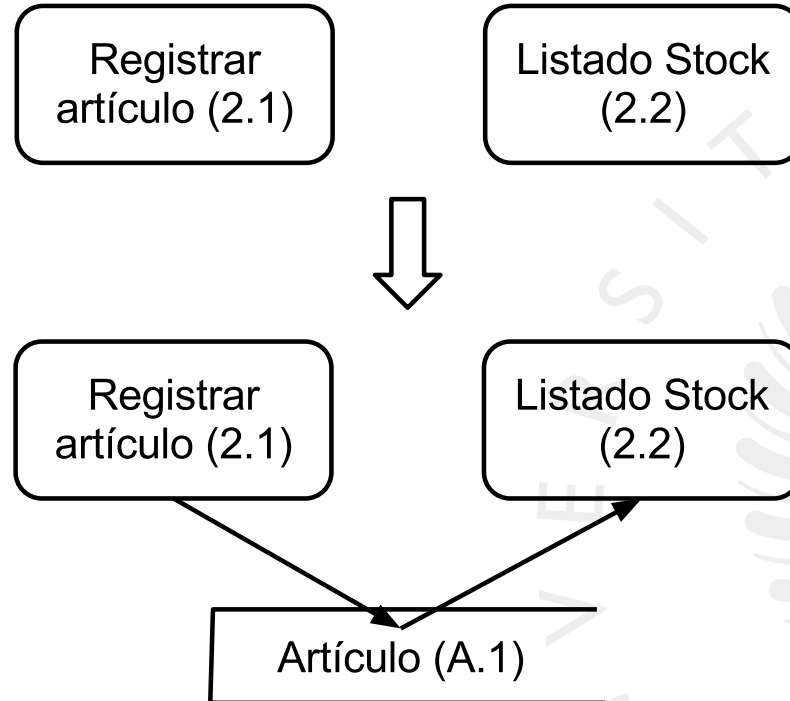 Registrar
artículo (2.1)
Listado Stock
(2.2)
Registrar
artículo (2.1)
Listado Stock
(2.2)
Artículo (A.1)
V E R S I T